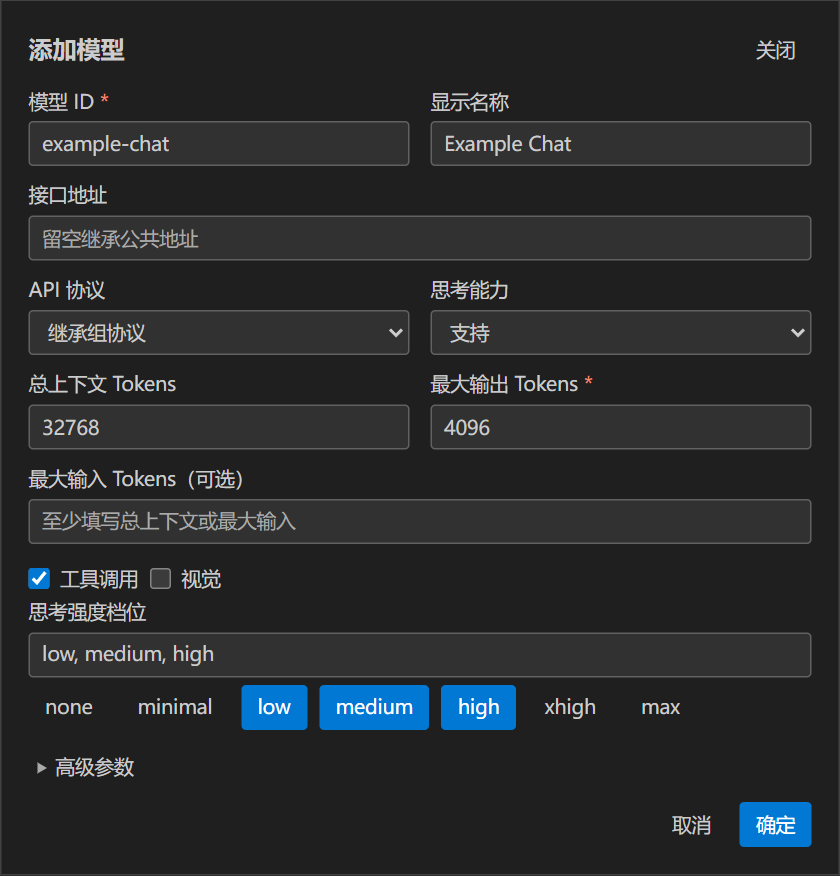 添加模型 关闭
模型 ID * 显示名称
example-chat Example Chat
接口地址
留空继承公共地址
API 协议 思考能力
继承组协议 支持
总上下文 Tokens 最大输出 Tokens *
32768 4096
最大输入 Tokens（可选）
至少填写总上下文或最大输入
工具调用 视觉
思考强度档位
low, medium, high
none minimal low medium high xhigh max
高级参数
取消 确定